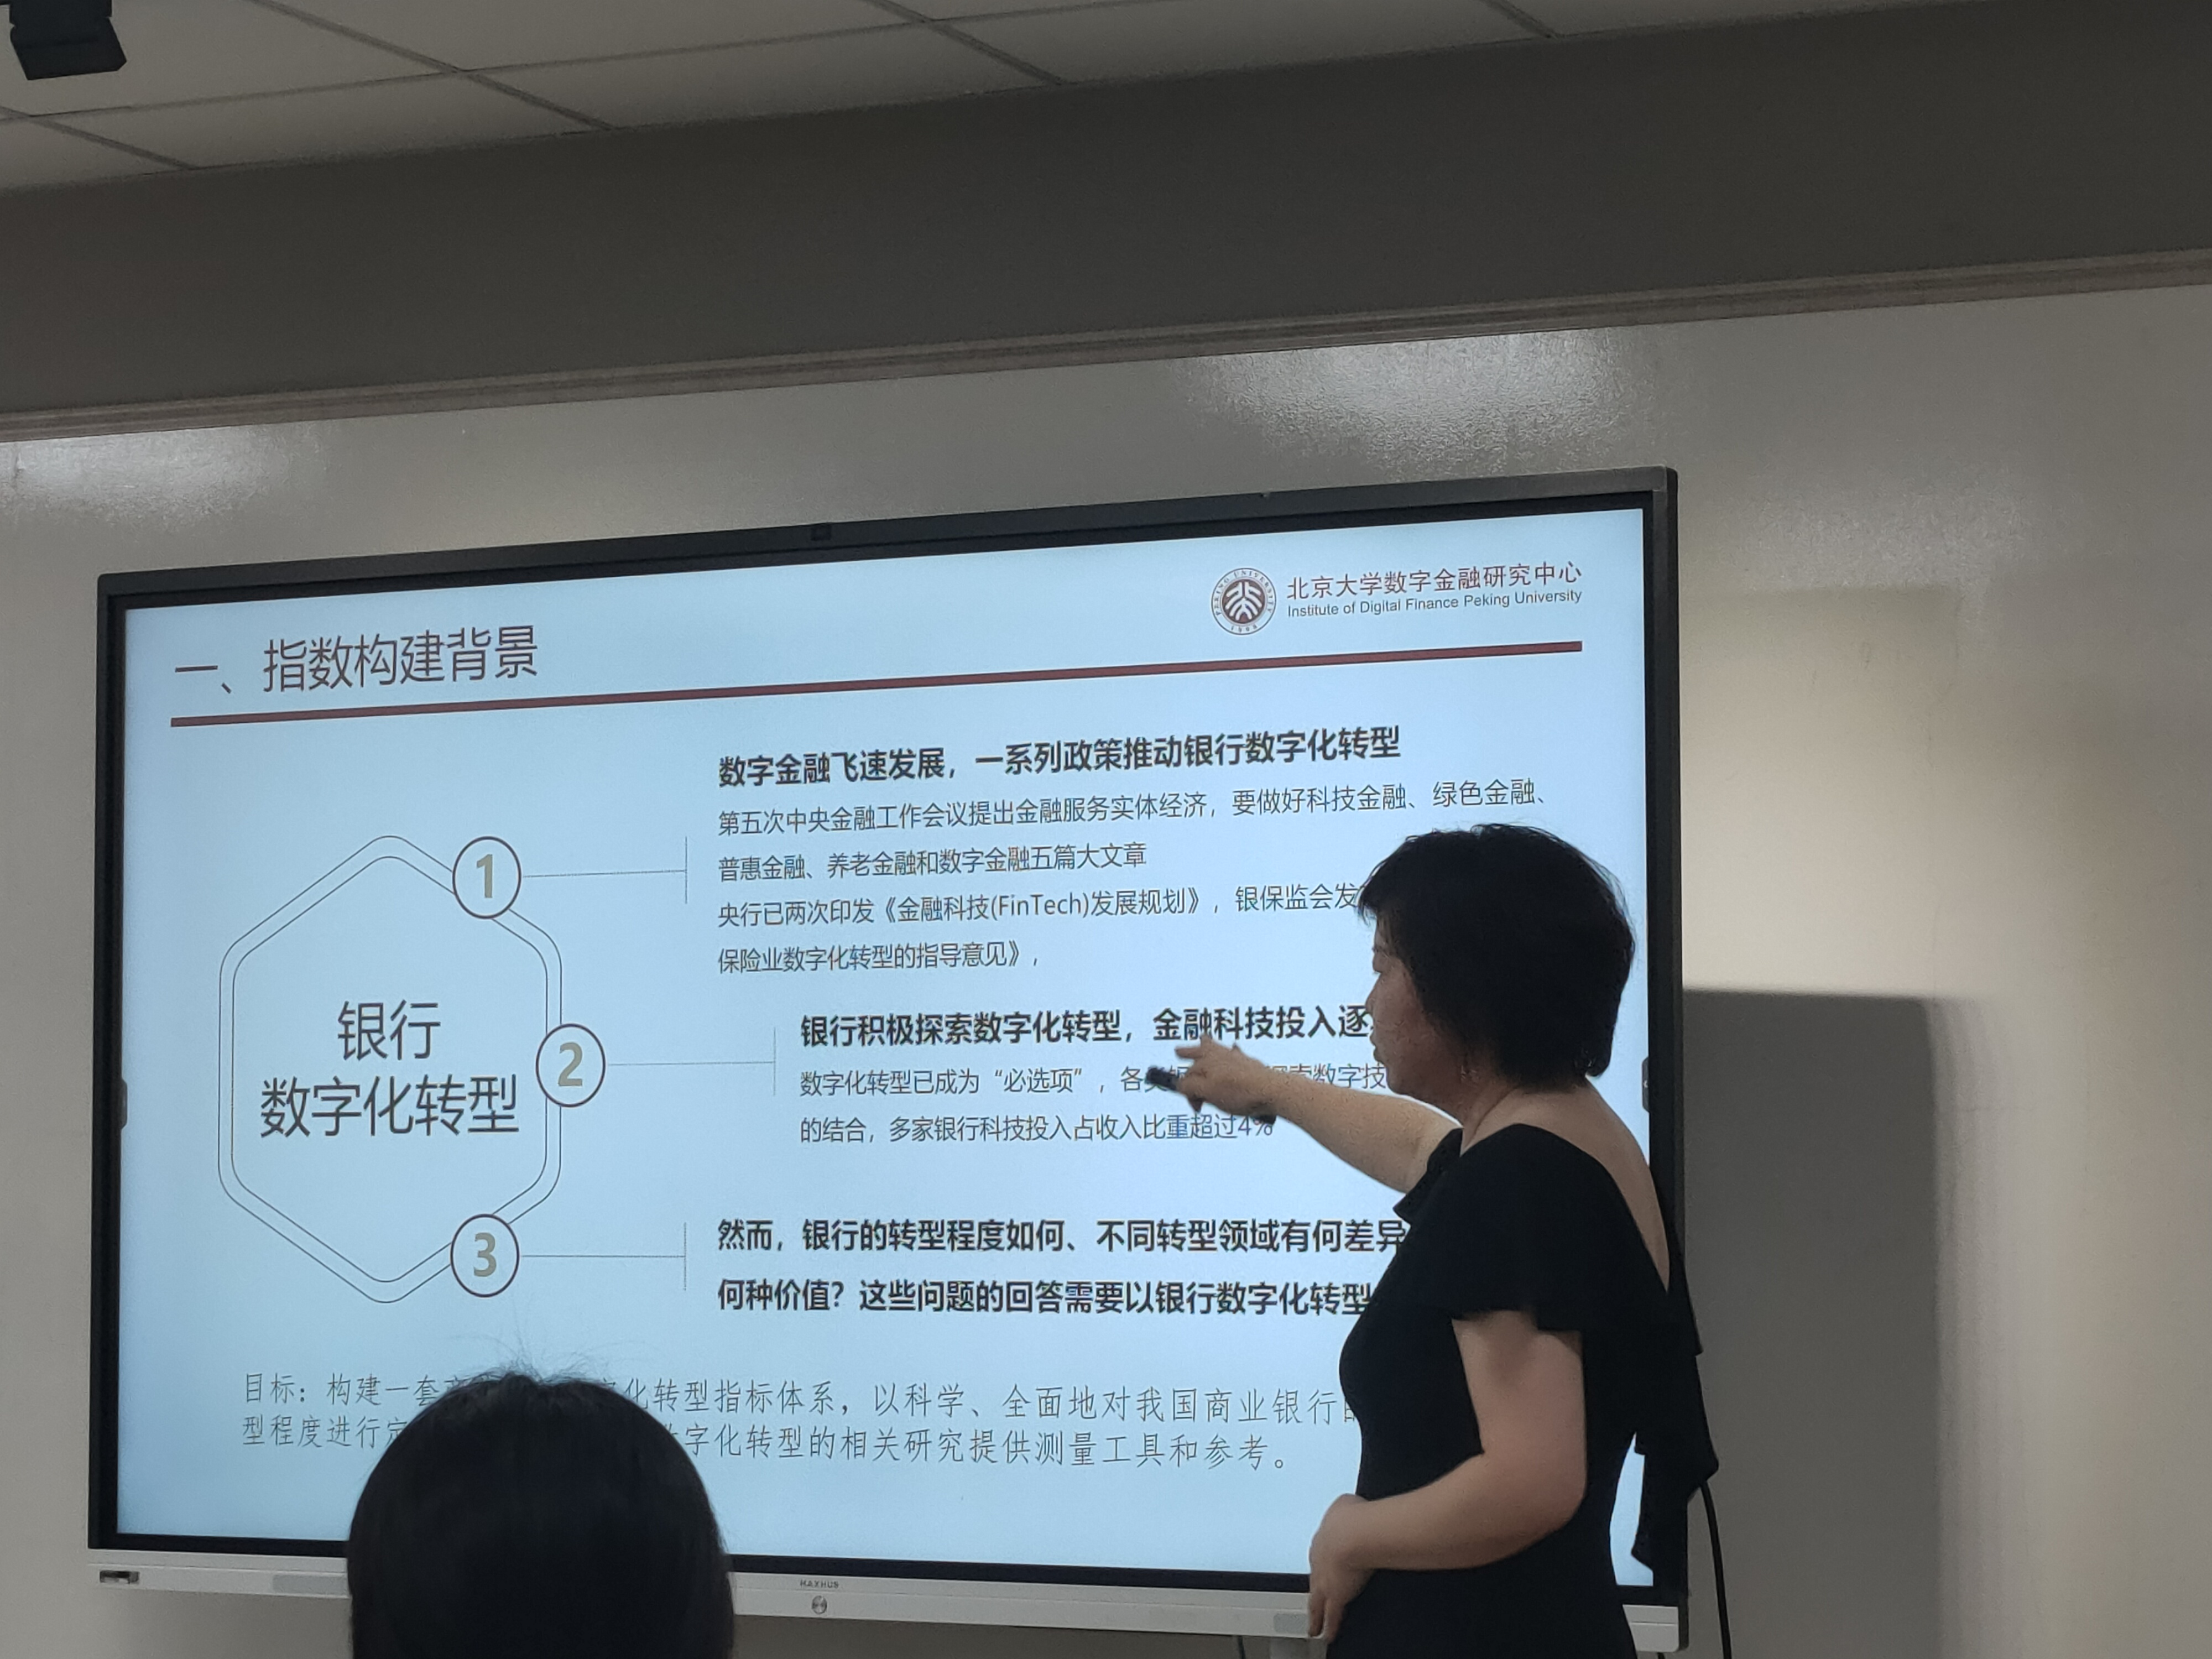 北京大学数字金融研究中心
Institute of Digital Finance Peking University
PEKING UNIVERSITY
1898
一、指数构建背景
银行
数字化转型
1
数字金融飞速发展，一系列政策推动银行数字化转型
第五次中央金融工作会议提出金融服务实体经济，要做好科技金融、绿色金融、
普惠金融、养老金融和数字金融五篇大文章
央行已两次印发《金融科技(FinTech)发展规划》，银保监会发
保险业数字化转型的指导意见》，
2
银行积极探索数字化转型，金融科技投入逐
数字化转型已成为“必选项”，各 探索数字技
的结合，多家银行科技投入占收入比重超过4%
3
然而，银行的转型程度如何、不同转型领域有何差异
何种价值？这些问题的回答需要以银行数字化转型
目标：构建一套 化转型指标体系，以科学、全面地对我国商业银行
型程度进行定 字化转型的相关研究提供测量工具和参考。
MAXHUB